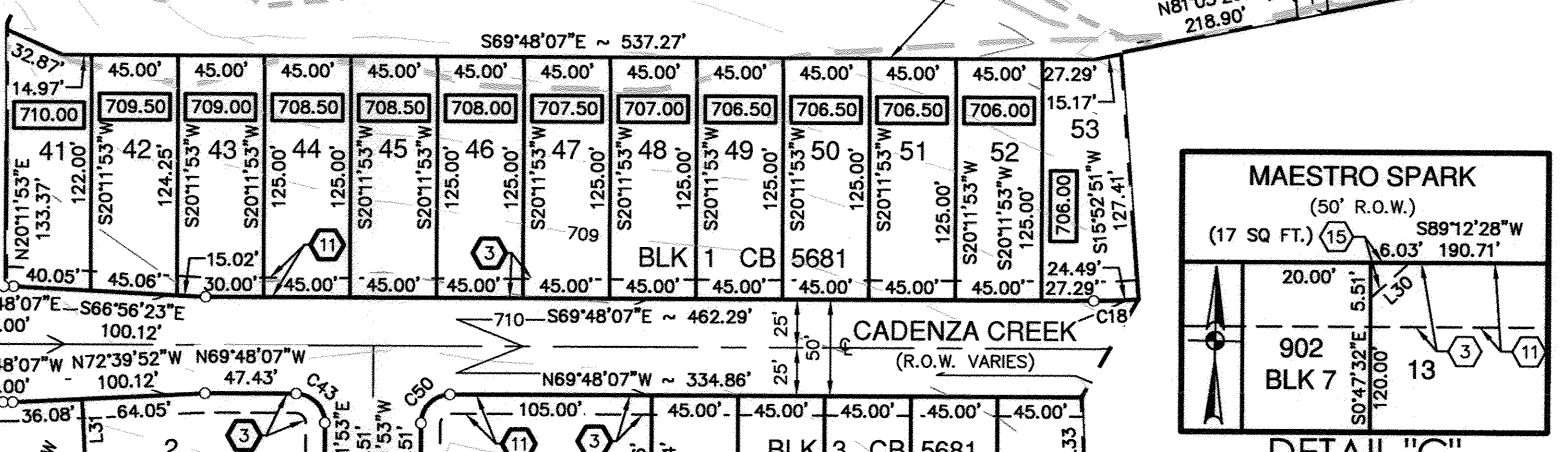 N81°05'2
218.90'
S69°48'07"E ~ 537.27'
32.87'
14.97'
45.00' 45.00' 45.00' 45.00' 45.00' 45.00' 45.00' 45.00' 45.00' 45.00' 45.00' 27.29'
15.17'
710.00 709.50 709.00 708.50 708.50 708.00 707.50 707.00 706.50 706.50 706.50 706.00
53
41 42 43 44 45 46 47 48 49 50 51 52
N20°11'53"E
133.37'
122.00'
S20°11'53"W
124.25'
S20°11'53"W
S20°11'53"W
125.00'
125.00'
S20°11'53"W
S20°11'53"W
125.00'
125.00'
S20°11'53"W
125.00'
S20°11'53"W
125.00'
S20°11'53"W
125.00'
125.00'
S20°11'53"W
S20°11'53"W
125.00'
706.00
S15°52'51"W
127.41'
709
11
3
BLK 1 CB 5681
15.02'
24.49'
40.05' 45.06' 30.00' 45.00' 45.00' 45.00' 45.00' 45.00' 45.00' 45.00' 45.00' 45.00' 27.29'
C18
48'07"E S66°56'23"E
.00' 100.12'
710 S69°48'07"E ~ 462.29'
25'
50'
25'
CADENZA CREEK
(R.O.W. VARIES)
48'07"W N72°39'52"W N69°48'07"W
.00' 100.12' 47.43'
C43
C50
N69°48'07"W ~ 334.86'
36.08' 64.05' 105.00' 45.00' 45.00' 45.00' 45.00' 45.00'
L31
2
3
1'53"E
51'
'53"W
.51'
11
3
BLK 3 CB 5681
.33
MAESTRO SPARK
(50' R.O.W.)
(17 SQ FT.) 15 S89°12'28"W
6.03' 190.71'
20.00'
5.51'
L30
902
BLK 7
S0°47'32"E
120.00'
13
3
11
DETAIL "C"